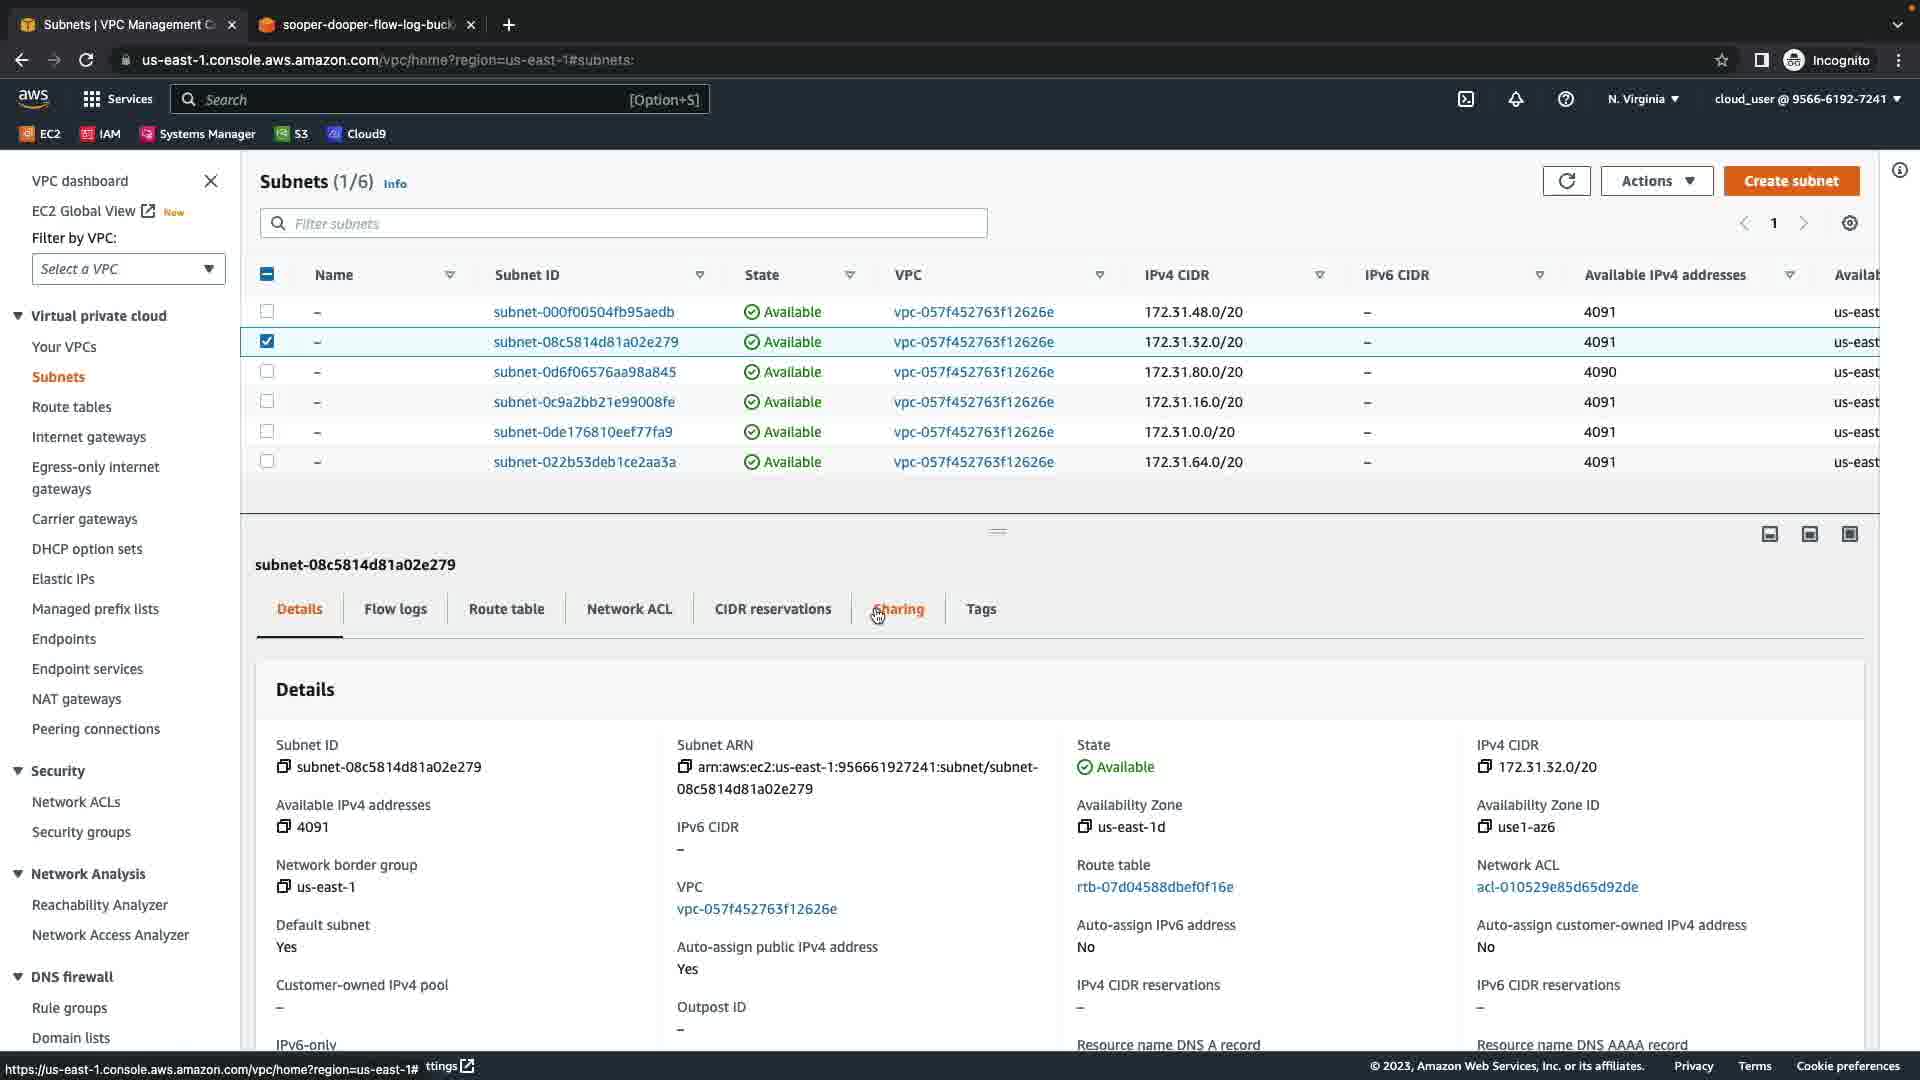 Subnets | VPC Management C
sooper-dooper-flow-log-buck
us-east-1.console.aws.amazon.com/vpc/home?region=us-east-1#subnets:
Incognito
aws
Services
Search
[Option+S]
N. Virginia
cloud_user @ 9566-6192-7241
EC2
IAM
Systems Manager
S3
Cloud9
VPC dashboard
EC2 Global View New
Filter by VPC:
Select a VPC
Virtual private cloud
Your VPCs
Subnets
Route tables
Internet gateways
Egress-only internet
gateways
Carrier gateways
DHCP option sets
Elastic IPs
Managed prefix lists
Endpoints
Endpoint services
NAT gateways
Peering connections
Security
Network ACLs
Security groups
Network Analysis
Reachability Analyzer
Network Access Analyzer
DNS firewall
Rule groups
Domain lists
Subnets (1/6) Info
Actions
Create subnet
Filter subnets
1
Name Subnet ID State VPC IPv4 CIDR IPv6 CIDR Available IPv4 addresses Availab
– subnet-000f00504fb95aedb Available vpc-057f452763f12626e 172.31.48.0/20 – 4091 us-east
– subnet-08c5814d81a02e279 Available vpc-057f452763f12626e 172.31.32.0/20 – 4091 us-east
– subnet-0d6f06576aa98a845 Available vpc-057f452763f12626e 172.31.80.0/20 – 4090 us-east
– subnet-0c9a2bb21e99008fe Available vpc-057f452763f12626e 172.31.16.0/20 – 4091 us-east
– subnet-0de176810eef77fa9 Available vpc-057f452763f12626e 172.31.0.0/20 – 4091 us-east
– subnet-022b53deb1ce2aa3a Available vpc-057f452763f12626e 172.31.64.0/20 – 4091 us-east
subnet-08c5814d81a02e279
Details Flow logs Route table Network ACL CIDR reservations Sharing Tags
Details
Subnet ID
subnet-08c5814d81a02e279
Available IPv4 addresses
4091
Network border group
us-east-1
Default subnet
Yes
Customer-owned IPv4 pool
–
IPv6-only
Subnet ARN
arn:aws:ec2:us-east-1:956661927241:subnet/subnet-
08c5814d81a02e279
IPv6 CIDR
–
VPC
vpc-057f452763f12626e
Auto-assign public IPv4 address
Yes
Outpost ID
–
State
Available
Availability Zone
us-east-1d
Route table
rtb-07d04588dbef0f16e
Auto-assign IPv6 address
No
IPv4 CIDR reservations
–
Resource name DNS A record
IPv4 CIDR
172.31.32.0/20
Availability Zone ID
use1-az6
Network ACL
acl-010529e85d65d92de
Auto-assign customer-owned IPv4 address
No
IPv6 CIDR reservations
–
Resource name DNS AAAA record
https://us-east-1.console.aws.amazon.com/vpc/home?region=us-east-1# ttings
© 2023, Amazon Web Services, Inc. or its affiliates. Privacy Terms Cookie preferences